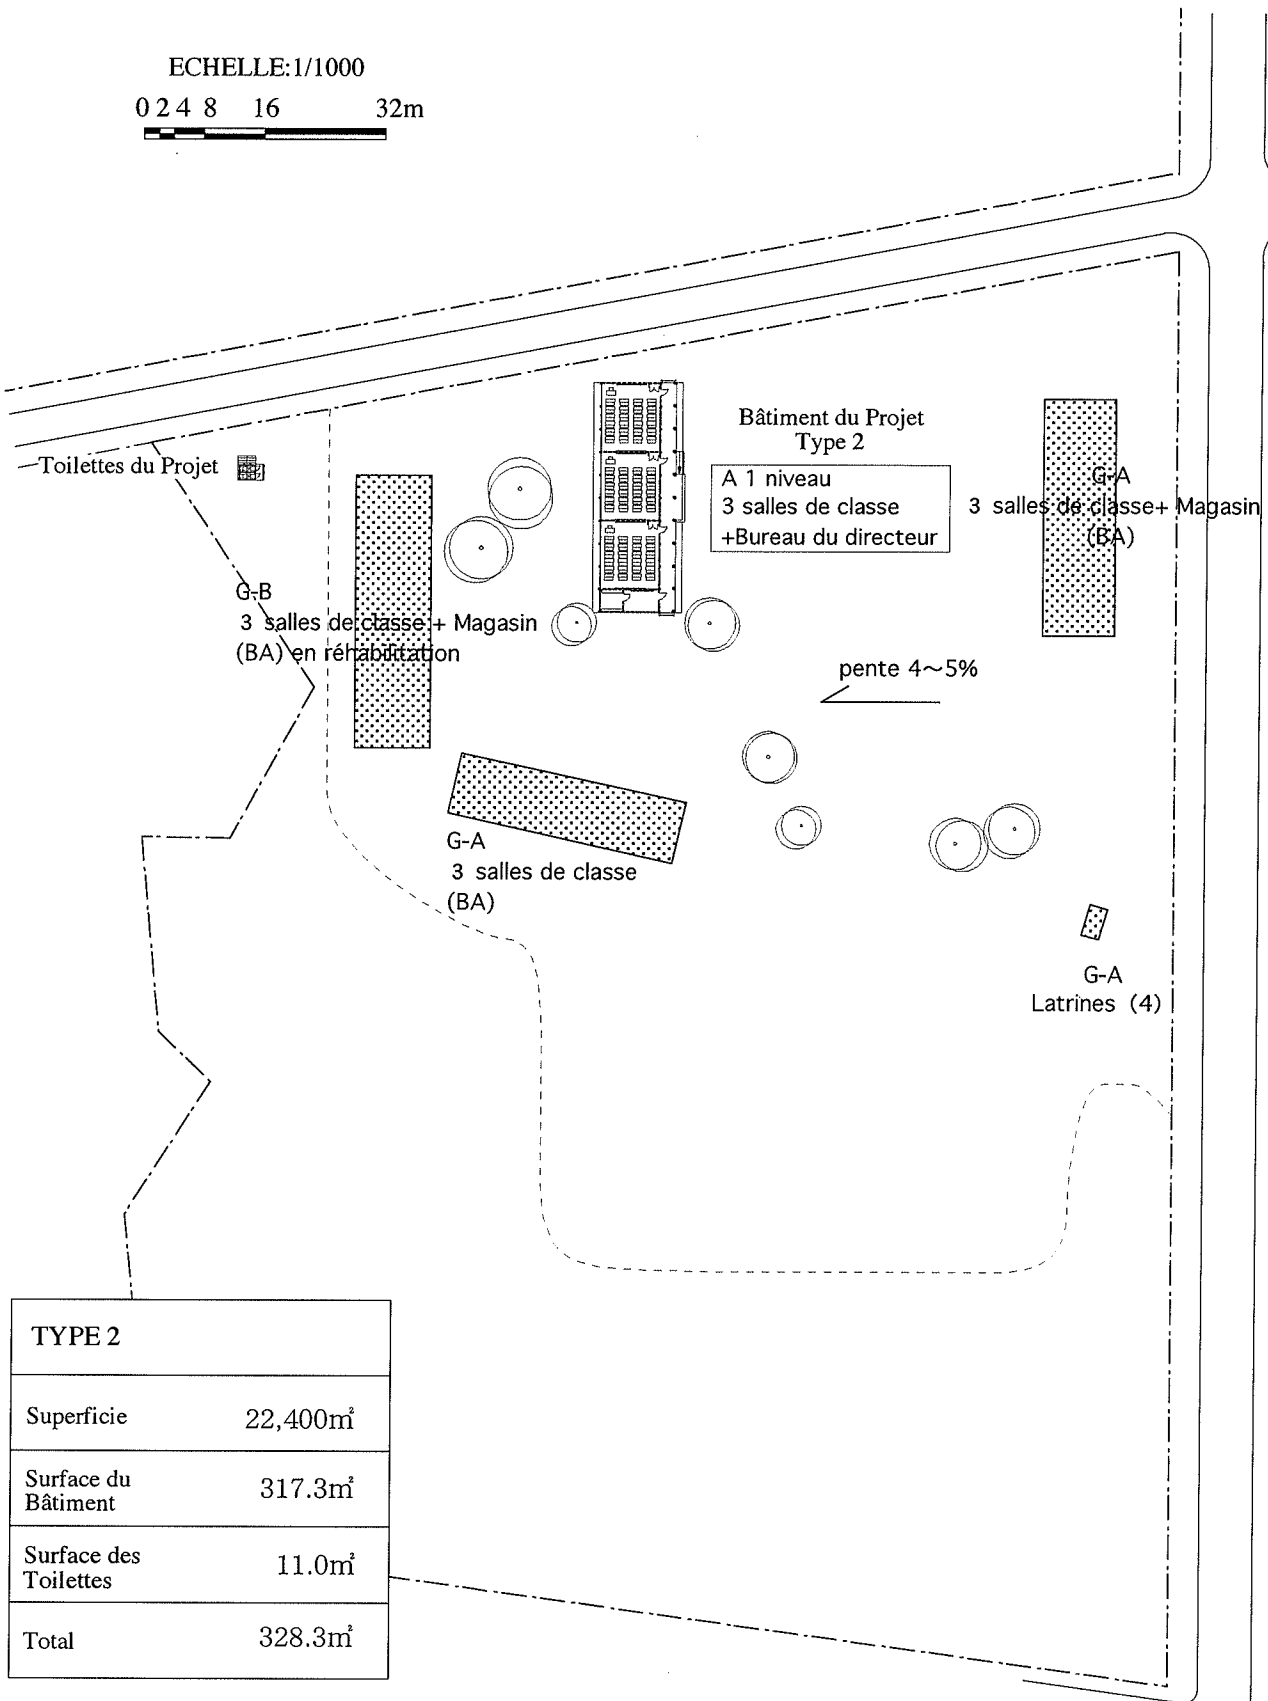 ECHELLE:1/1000
0 2 4 8 16 32m
Bâtiment du Projet
Type 2
A 1 niveau
3 salles de classe
+Bureau du directeur
G-A
3 salles de classe+ Magasin
(BA)
Toilettes du Projet
G-B
3 salles de classe + Magasin
(BA) en réhabilitation
pente 4~5%
G-A
3 salles de classe
(BA)
G-A
Latrines (4)
TYPE 2
Superficie 22,400㎡
Surface du
Bâtiment 317.3㎡
Surface des
Toilettes 11.0㎡
Total 328.3㎡